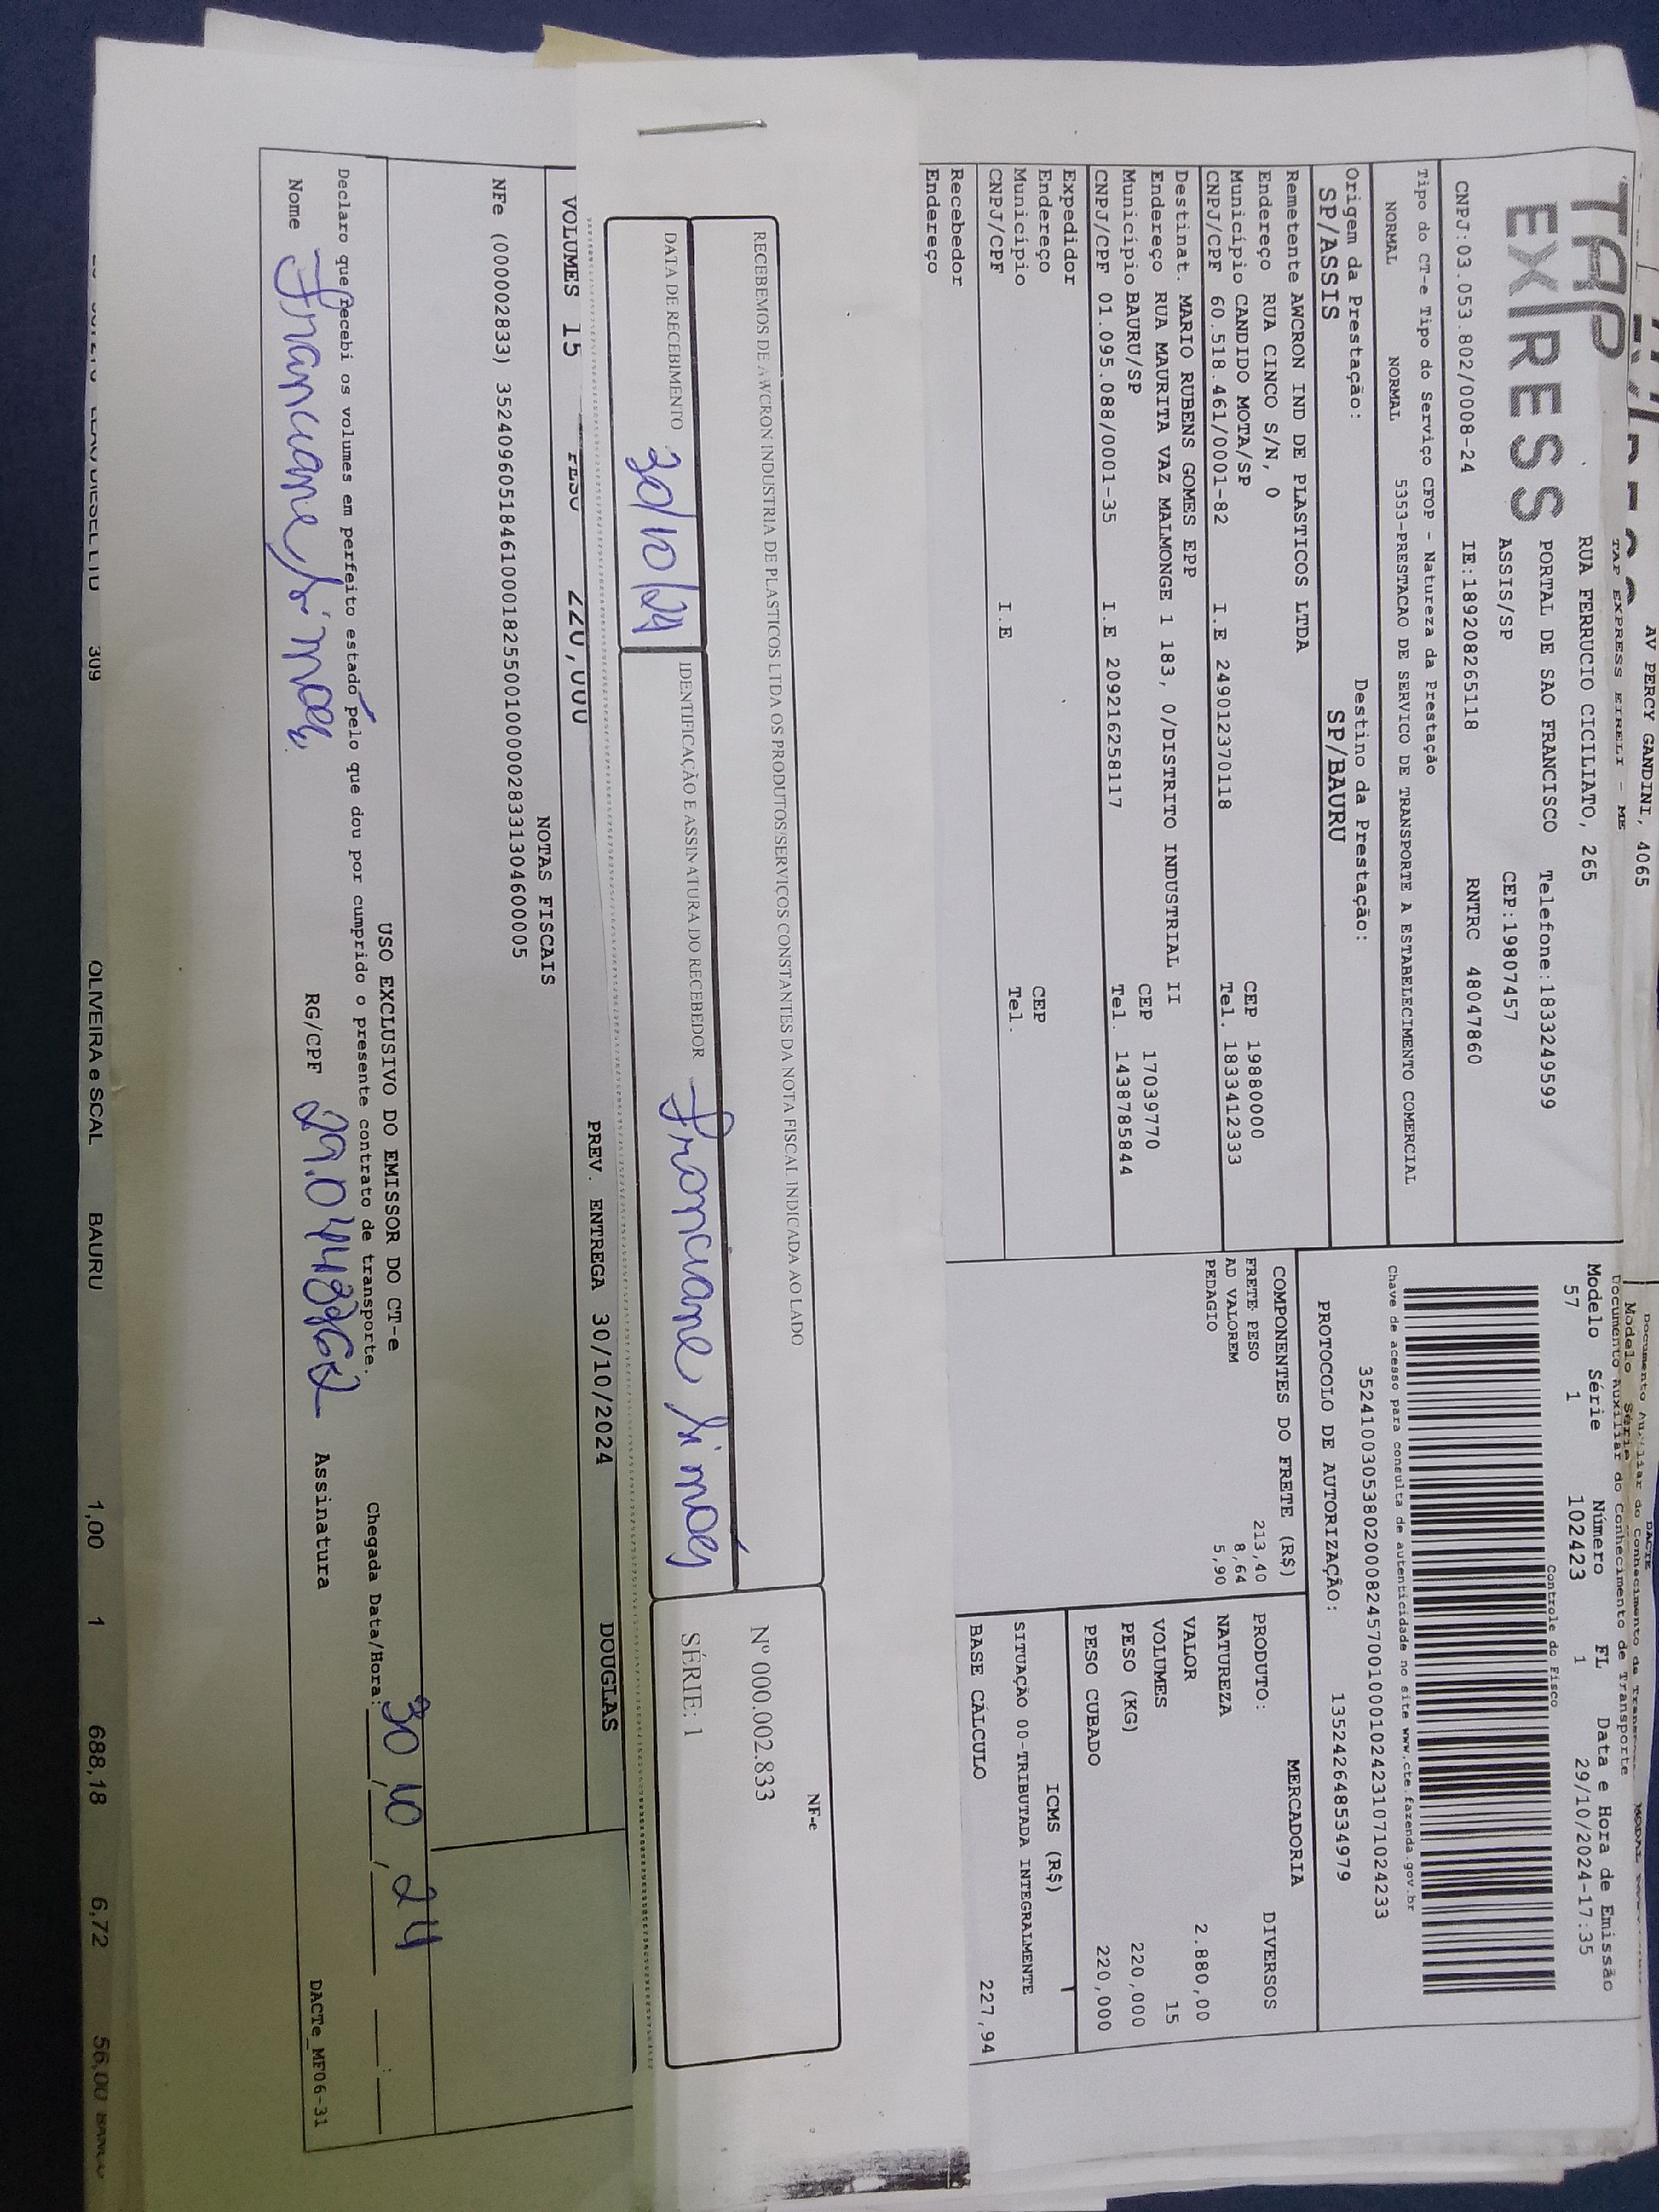 AV PERCY GANDINI, 4065
TAP EXPRESS EIRELI - ME
TAP
EXPRESS
RUA FERRUCIO CICILIATO, 265
PORTAL DE SAO FRANCISCO Telefone:1833249599
ASSIS/SP CEP:19807457
CNPJ:03.053.802/0008-24 IE:189208265118 RNTRC 48047860
Tipo do CT-e Tipo do Serviço CFOP - Natureza da Prestação
NORMAL NORMAL 5353-PRESTACAO DE SERVICO DE TRANSPORTE A ESTABELECIMENTO COMERCIAL
Origem da Prestação: Destino da Prestação:
SP/ASSIS SP/BAURU
Remetente AWCRON IND DE PLASTICOS LTDA
Endereço RUA CINCO S/N, 0 CEP 19880000
Município CANDIDO MOTA/SP Tel. 1833412333
CNPJ/CPF 60.518.461/0001-82 I.E 249012370118
Destinat. MARIO RUBENS GOMES EPP
Endereço RUA MAURITA VAZ MALMONGE 1 183, 0/DISTRITO INDUSTRIAL II
Município BAURU/SP CEP 17039770
CNPJ/CPF 01.095.088/0001-35 I.E 209216258117 Tel. 1438785844
Expedidor
Endereço
Município CEP
CNPJ/CPF I.E Tel.
Recebedor
Endereço
DACTE
Documento Auxiliar do Conhecimento de Transporte
Modelo Série Número FL Data e Hora de Emissão
57 1 102423 1 29/10/2024-17:35
Controle do Fisco
Chave de acesso para consulta de autenticidade no site www.cte.fazenda.gov.br
35241003053802000824570010001024231071024233
PROTOCOLO DE AUTORIZAÇÃO: 135242648534979
COMPONENTES DO FRETE (R$)
FRETE PESO 213,40
AD VALOREM 8,64
PEDAGIO 5,90
MERCADORIA
PRODUTO: DIVERSOS
NATUREZA
VALOR 2.880,00
VOLUMES 15
PESO (KG) 220,000
PESO CUBADO 220,000
ICMS (R$)
SITUAÇÃO 00-TRIBUTADA INTEGRALMENTE
BASE CÁLCULO 227,94
RECEBEMOS DE AWCRON INDUSTRIA DE PLASTICOS LTDA OS PRODUTOS/SERVIÇOS CONSTANTES DA NOTA FISCAL INDICADA AO LADO
DATA DE RECEBIMENTO 30/10/24
IDENTIFICAÇÃO E ASSINATURA DO RECEBEDOR Franciane Simões
NF-e
Nº 000.002.833
SÉRIE: 1
VOLUMES 15 PESO 220,000 PREV. ENTREGA 30/10/2024 DOUGLAS
NOTAS FISCAIS
NFe (000002833) 35240960518461000182550010000028331304600005
USO EXCLUSIVO DO EMISSOR DO CT-e
Declaro que recebi os volumes em perfeito estado pelo que dou por cumprido o presente contrato de transporte.
Chegada Data/Hora: 30/10/24 __:__
Nome Franciane Simões RG/CPF Assinatura
DACTe_MF06-31
309 OLIVEIRA e SCAL BAURU 1,00 1 688,18 6,72 56,00